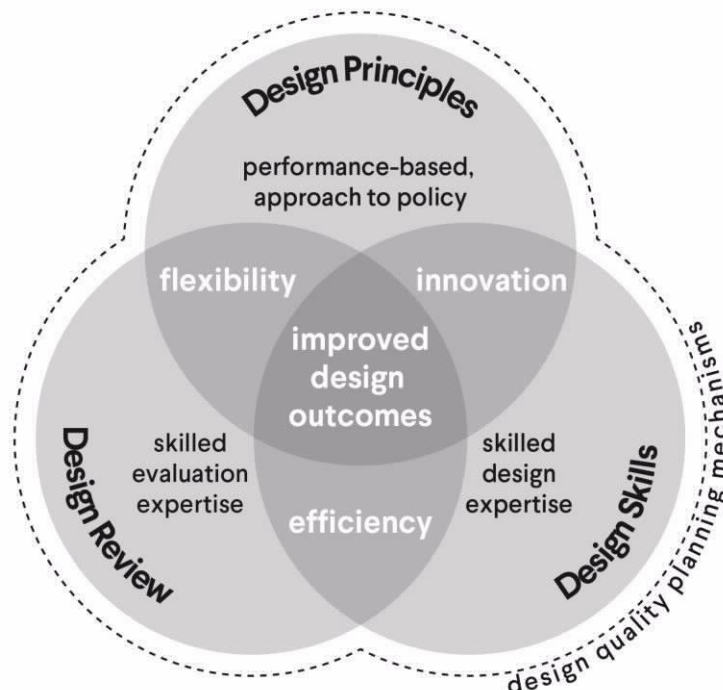 Design Principles
performance-based,
approach to policy
flexibility
innovation
improved
design
outcomes
Design Review
skilled
evaluation
expertise
skilled
design
expertise
Design Skills
efficiency
design quality planning mechanisms